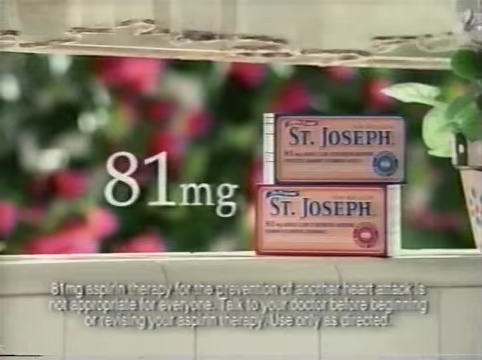 81mg
ST. JOSEPH
ST. JOSEPH
81mg aspirin therapy for the prevention of another heart attack is
not appropriate for everyone. Talk to your doctor before beginning
or revising your aspirin therapy. Use only as directed.